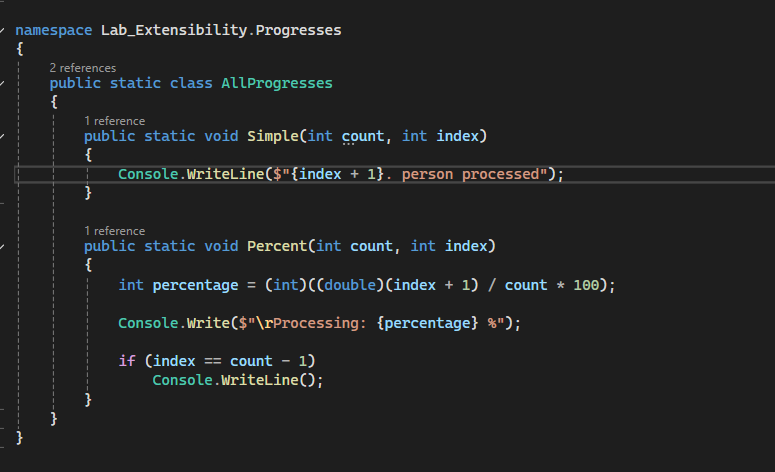 namespace Lab_Extensibility.Progresses
{
2 references
public static class AllProgresses
{
1 reference
public static void Simple(int count, int index)
{
Console.WriteLine($"{index + 1}. person processed");
}
1 reference
public static void Percent(int count, int index)
{
int percentage = (int)((double)(index + 1) / count * 100);
Console.Write($"\rProcessing: {percentage} %");
if (index == count - 1)
Console.WriteLine();
}
}
}